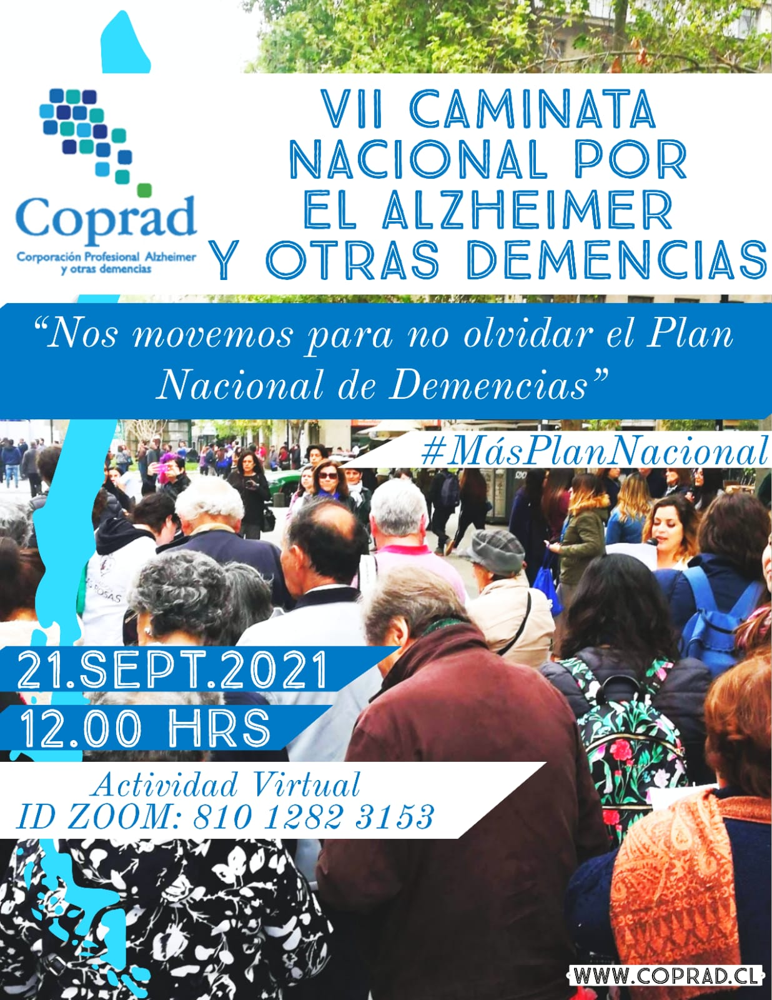 VII CAMINATA
NACIONAL POR
EL ALZHEIMER
Y OTRAS DEMENCIAS
Coprad
Corporación Profesional Alzheimer
y otras demencias
“Nos movemos para no olvidar el Plan
Nacional de Demencias”
#MásPlanNacional
ROSAS
21.SEPT.2021
12.00 HRS
Actividad Virtual
ID ZOOM: 810 1282 3153
WWW.COPRAD.CL